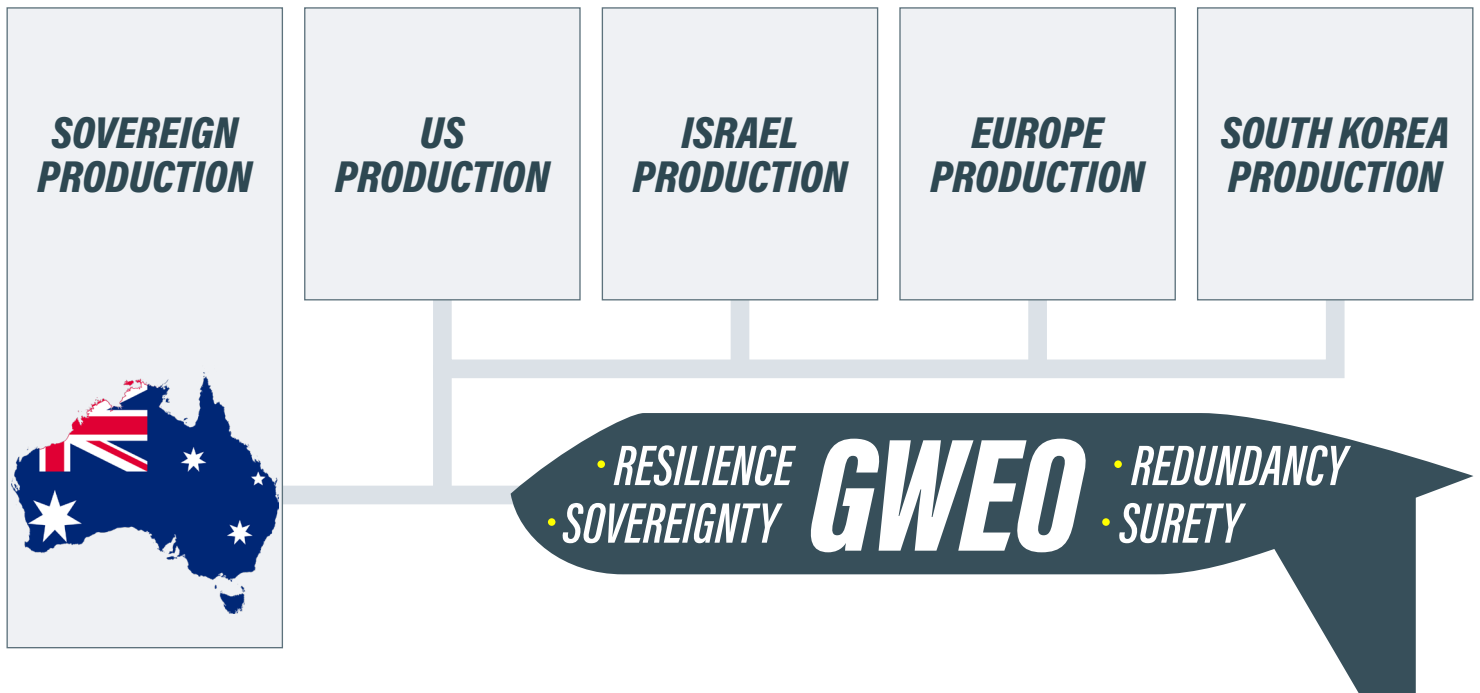 SOVEREIGN
PRODUCTION
US
PRODUCTION
ISRAEL
PRODUCTION
EUROPE
PRODUCTION
SOUTH KOREA
PRODUCTION
• RESILIENCE
• SOVEREIGNTY
GWEO
• REDUNDANCY
• SURETY